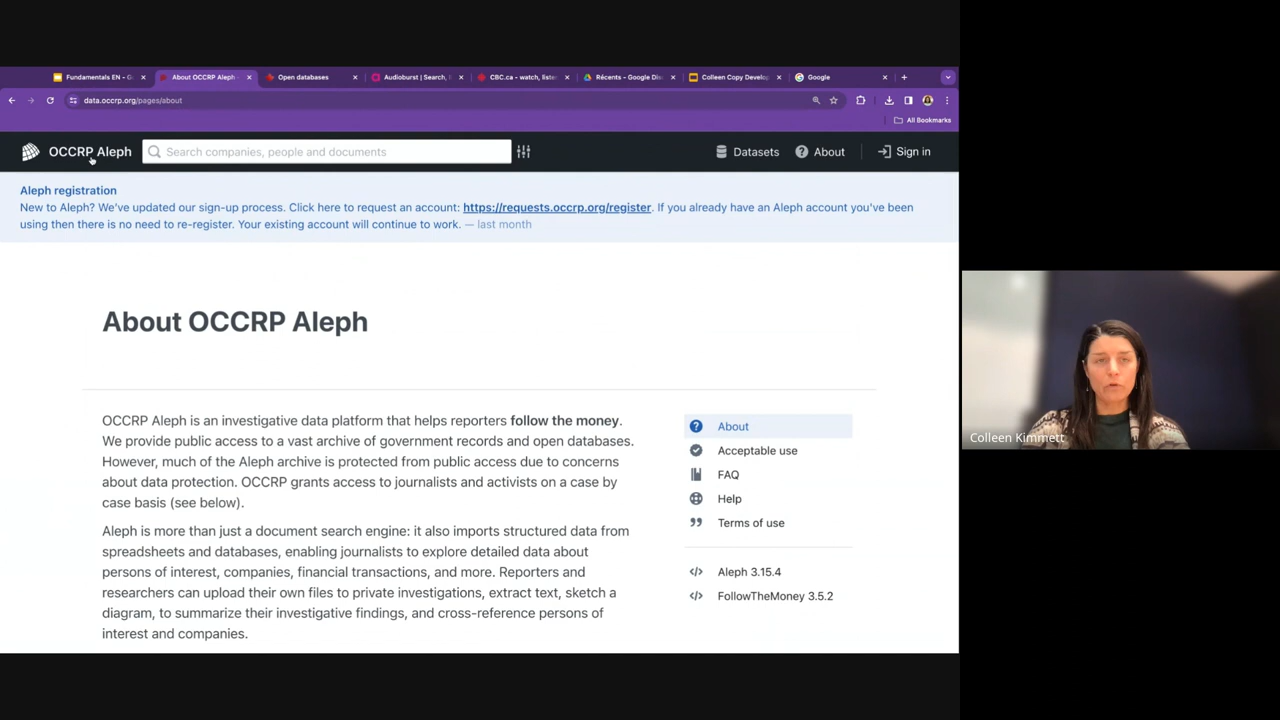 Fundamentals EN - G
About OCCRP Aleph -
Open databases
Audioburst | Search, l
CBC.ca - watch, liste
Récents – Google Dis
Colleen Copy Develop
Google
data.occrp.org/pages/about
All Bookmarks
OCCRP Aleph
Search companies, people and documents
Datasets
About
Sign in
Aleph registration
New to Aleph? We've updated our sign-up process. Click here to request an account: https://requests.occrp.org/register. If you already have an Aleph account you've been
using then there is no need to re-register. Your existing account will continue to work. — last month
About OCCRP Aleph
OCCRP Aleph is an investigative data platform that helps reporters follow the money.
We provide public access to a vast archive of government records and open databases.
However, much of the Aleph archive is protected from public access due to concerns
about data protection. OCCRP grants access to journalists and activists on a case by
case basis (see below).
Aleph is more than just a document search engine: it also imports structured data from
spreadsheets and databases, enabling journalists to explore detailed data about
persons of interest, companies, financial transactions, and more. Reporters and
researchers can upload their own files to private investigations, extract text, sketch a
diagram, to summarize their investigative findings, and cross-reference persons of
interest and companies.
About
Acceptable use
FAQ
Help
Terms of use
Aleph 3.15.4
FollowTheMoney 3.5.2
Colleen Kimmett